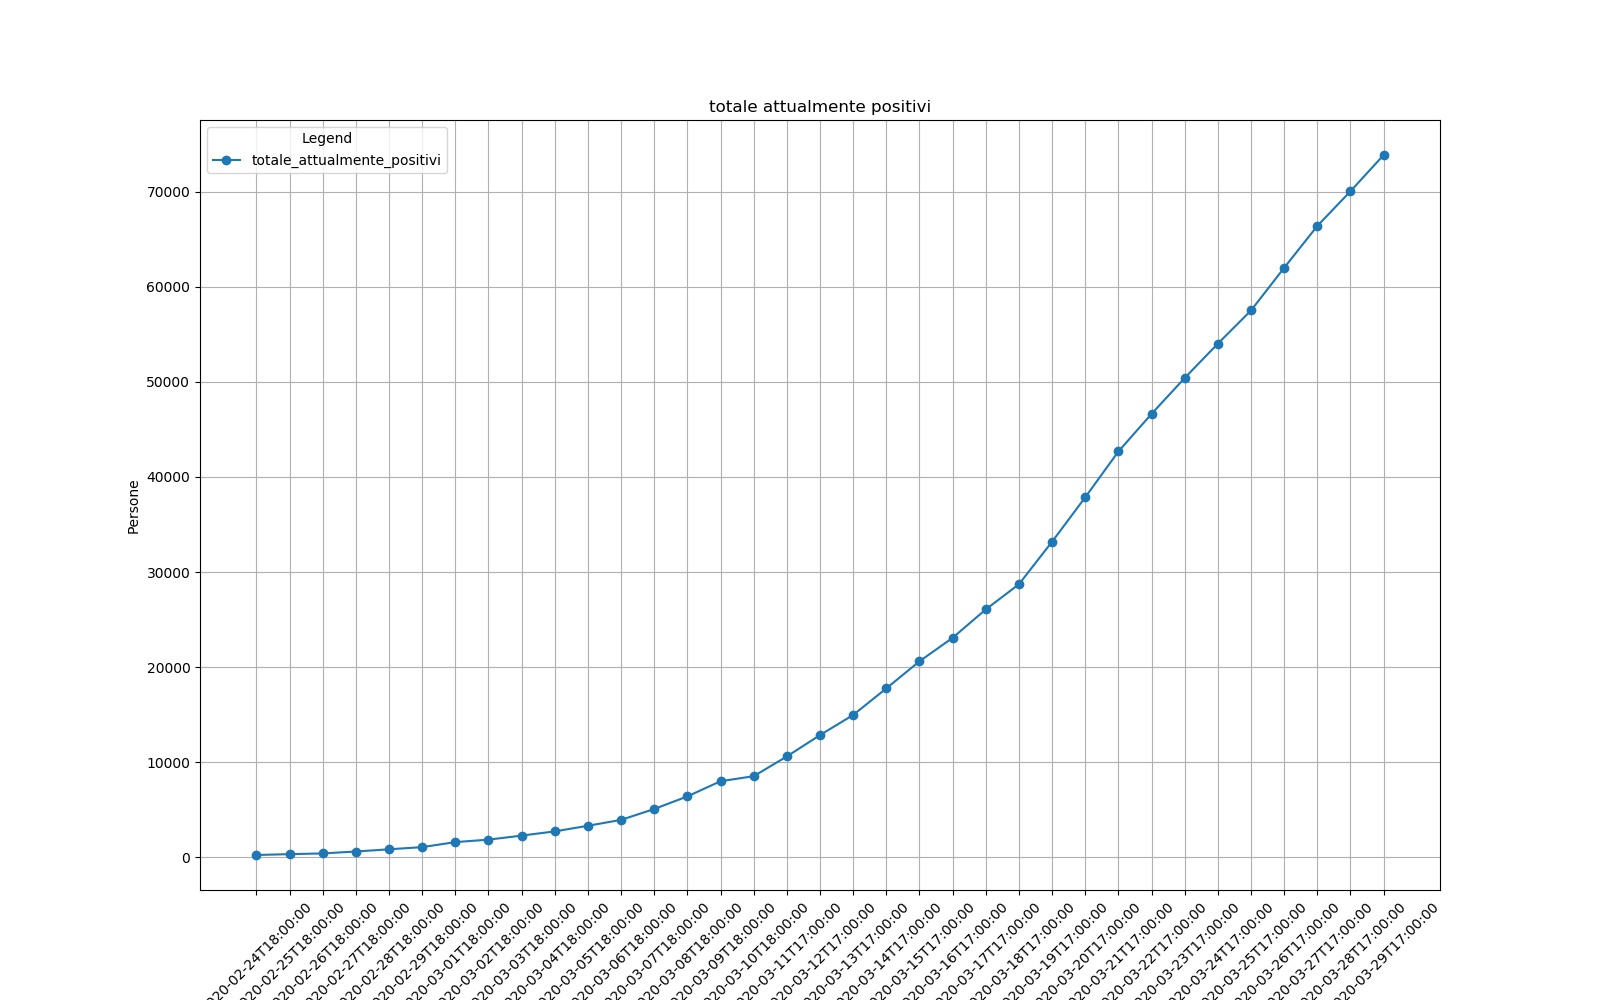 totale attualmente positivi
Legend
totale_attualmente_positivi
70000
60000
50000
40000
30000
20000
10000
0
Persone
020-02-24T18:00:00
020-02-25T18:00:00
020-02-26T18:00:00
020-02-27T18:00:00
020-02-28T18:00:00
020-02-29T18:00:00
020-03-01T18:00:00
020-03-02T18:00:00
020-03-03T18:00:00
020-03-04T18:00:00
020-03-05T18:00:00
020-03-06T18:00:00
020-03-07T18:00:00
020-03-08T18:00:00
020-03-09T18:00:00
020-03-10T18:00:00
020-03-11T17:00:00
020-03-12T17:00:00
020-03-13T17:00:00
020-03-14T17:00:00
020-03-15T17:00:00
020-03-16T17:00:00
020-03-17T17:00:00
020-03-18T17:00:00
020-03-19T17:00:00
020-03-20T17:00:00
020-03-21T17:00:00
020-03-22T17:00:00
020-03-23T17:00:00
020-03-24T17:00:00
020-03-25T17:00:00
020-03-26T17:00:00
020-03-27T17:00:00
020-03-28T17:00:00
020-03-29T17:00:00